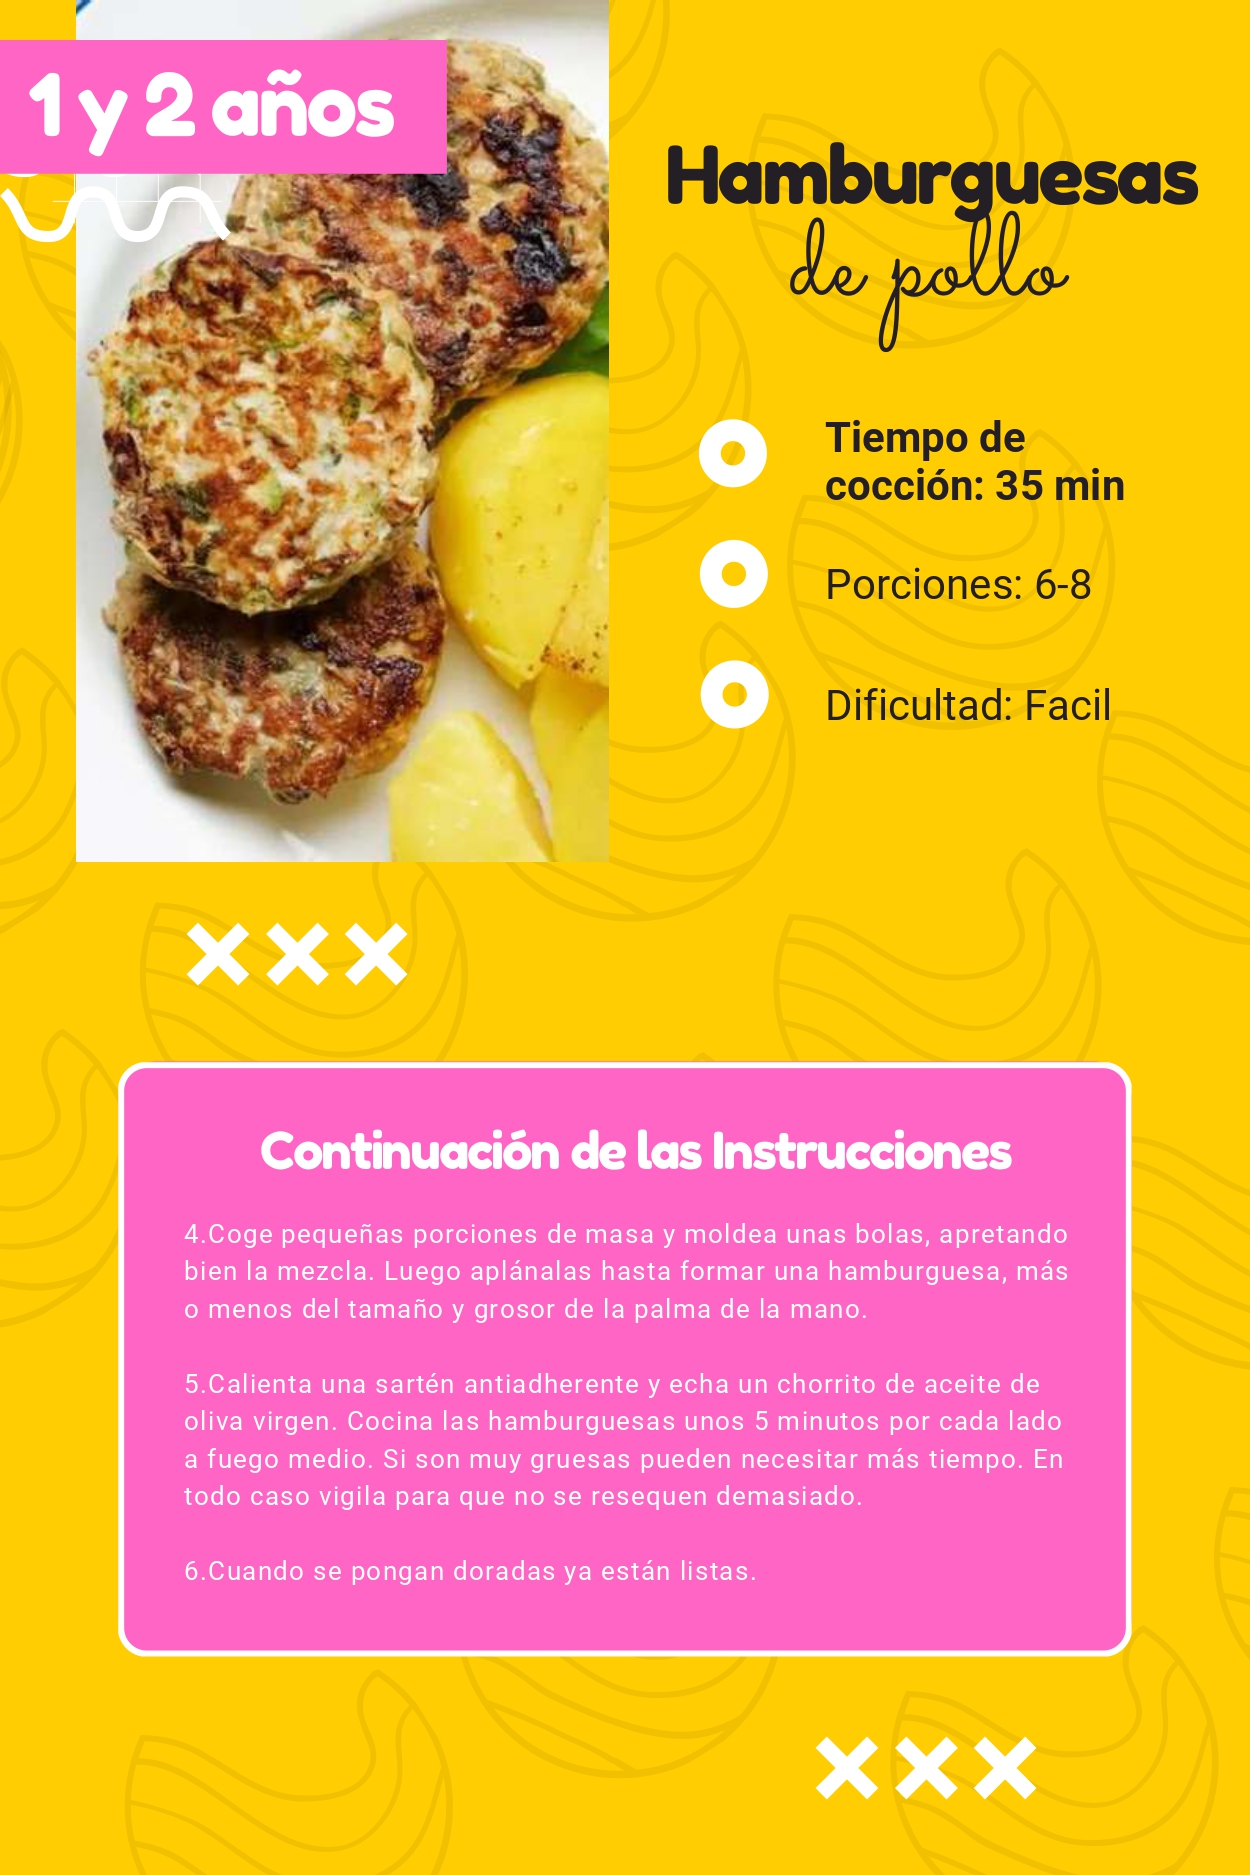 1 y 2 años
Hamburguesas
de pollo
Tiempo de
cocción: 35 min
Porciones: 6-8
Dificultad: Facil
Continuación de las Instrucciones
4.Coge pequeñas porciones de masa y moldea unas bolas, apretando
bien la mezcla. Luego aplánalas hasta formar una hamburguesa, más
o menos del tamaño y grosor de la palma de la mano.
5.Calienta una sartén antiadherente y echa un chorrito de aceite de
oliva virgen. Cocina las hamburguesas unos 5 minutos por cada lado
a fuego medio. Si son muy gruesas pueden necesitar más tiempo. En
todo caso vigila para que no se resequen demasiado.
6.Cuando se pongan doradas ya están listas.